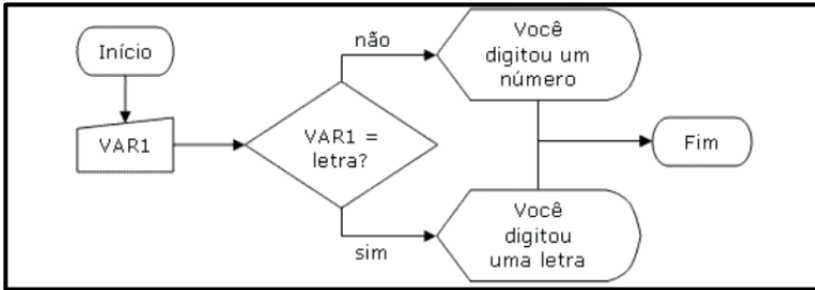 Início
VAR1
VAR1 =
letra?
não
Você
digitou um
número
sim
Você
digitou
uma letra
Fim